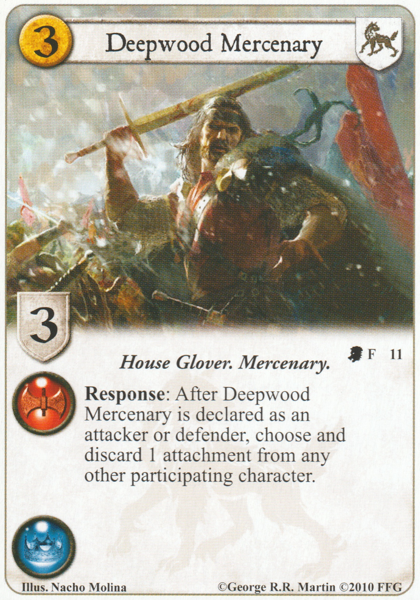 3
Deepwood Mercenary
3
House Glover. Mercenary.
F 11
Response: After Deepwood
Mercenary is declared as an
attacker or defender, choose and
discard 1 attachment from any
other participating character.
Illus. Nacho Molina
©George R.R. Martin ©2010 FFG